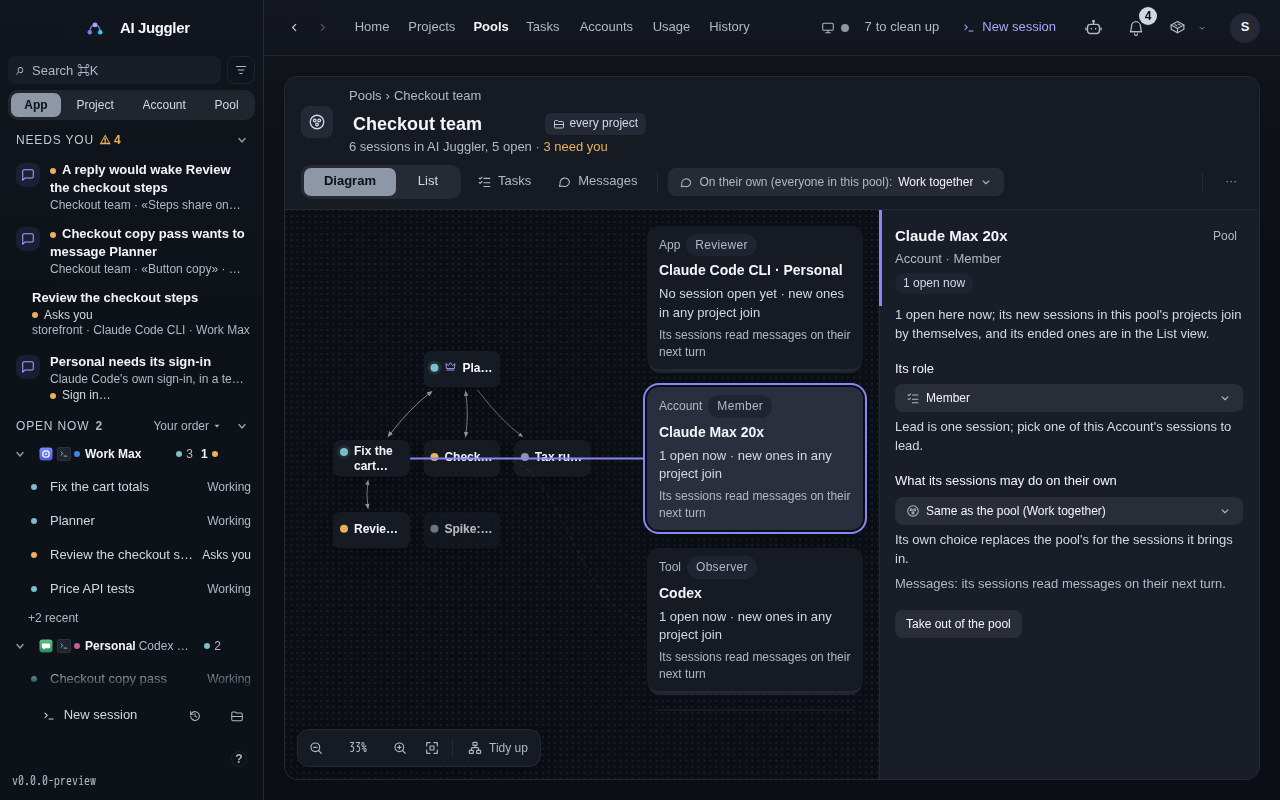 AI Juggler
Search ⌘K
App Project Account Pool
NEEDS YOU 4
A reply would wake Review the checkout steps
Checkout team · «Steps share on…
Checkout copy pass wants to message Planner
Checkout team · «Button copy» · …
Review the checkout steps
Asks you
storefront · Claude Code CLI · Work Max
Personal needs its sign-in
Claude Code's own sign-in, in a te…
Sign in…
OPEN NOW 2 Your order
Work Max 3 1
Fix the cart totals Working
Planner Working
Review the checkout s… Asks you
Price API tests Working
+2 recent
Personal Codex … 2
Checkout copy pass Working
New session
?
v0.0.0-preview
Home Projects Pools Tasks Accounts Usage History
7 to clean up
New session
4
S
Pools › Checkout team
Checkout team
every project
6 sessions in AI Juggler, 5 open · 3 need you
Diagram List Tasks Messages
On their own (everyone in this pool): Work together
Pla…
Fix the cart…
Check…
Tax ru…
Revie…
Spike:…
App Reviewer
Claude Code CLI · Personal
No session open yet · new ones
in any project join
Its sessions read messages on their
next turn
Account Member
Claude Max 20x
1 open now · new ones in any
project join
Its sessions read messages on their
next turn
Tool Observer
Codex
1 open now · new ones in any
project join
Its sessions read messages on their
next turn
33%
Tidy up
Claude Max 20x Pool
Account · Member
1 open now
1 open here now; its new sessions in this pool's projects join
by themselves, and its ended ones are in the List view.
Its role
Member
Lead is one session; pick one of this Account's sessions to
lead.
What its sessions may do on their own
Same as the pool (Work together)
Its own choice replaces the pool's for the sessions it brings
in.
Messages: its sessions read messages on their next turn.
Take out of the pool